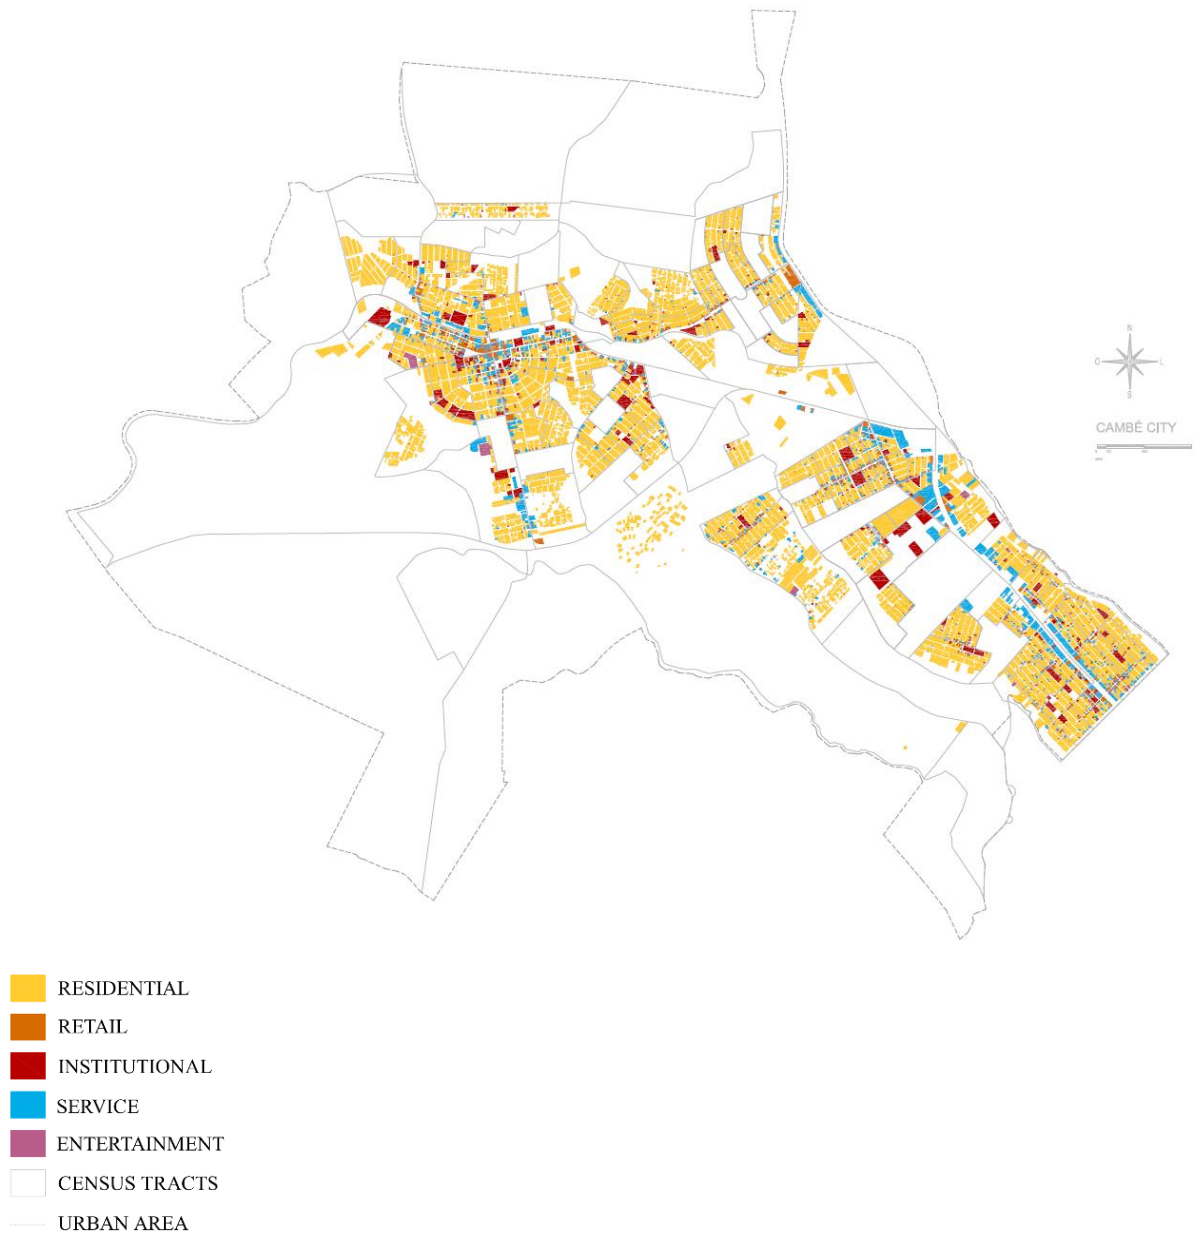 N
O
L
S
CAMBÉ CITY
RESIDENTIAL
RETAIL
INSTITUTIONAL
SERVICE
ENTERTAINMENT
CENSUS TRACTS
URBAN AREA